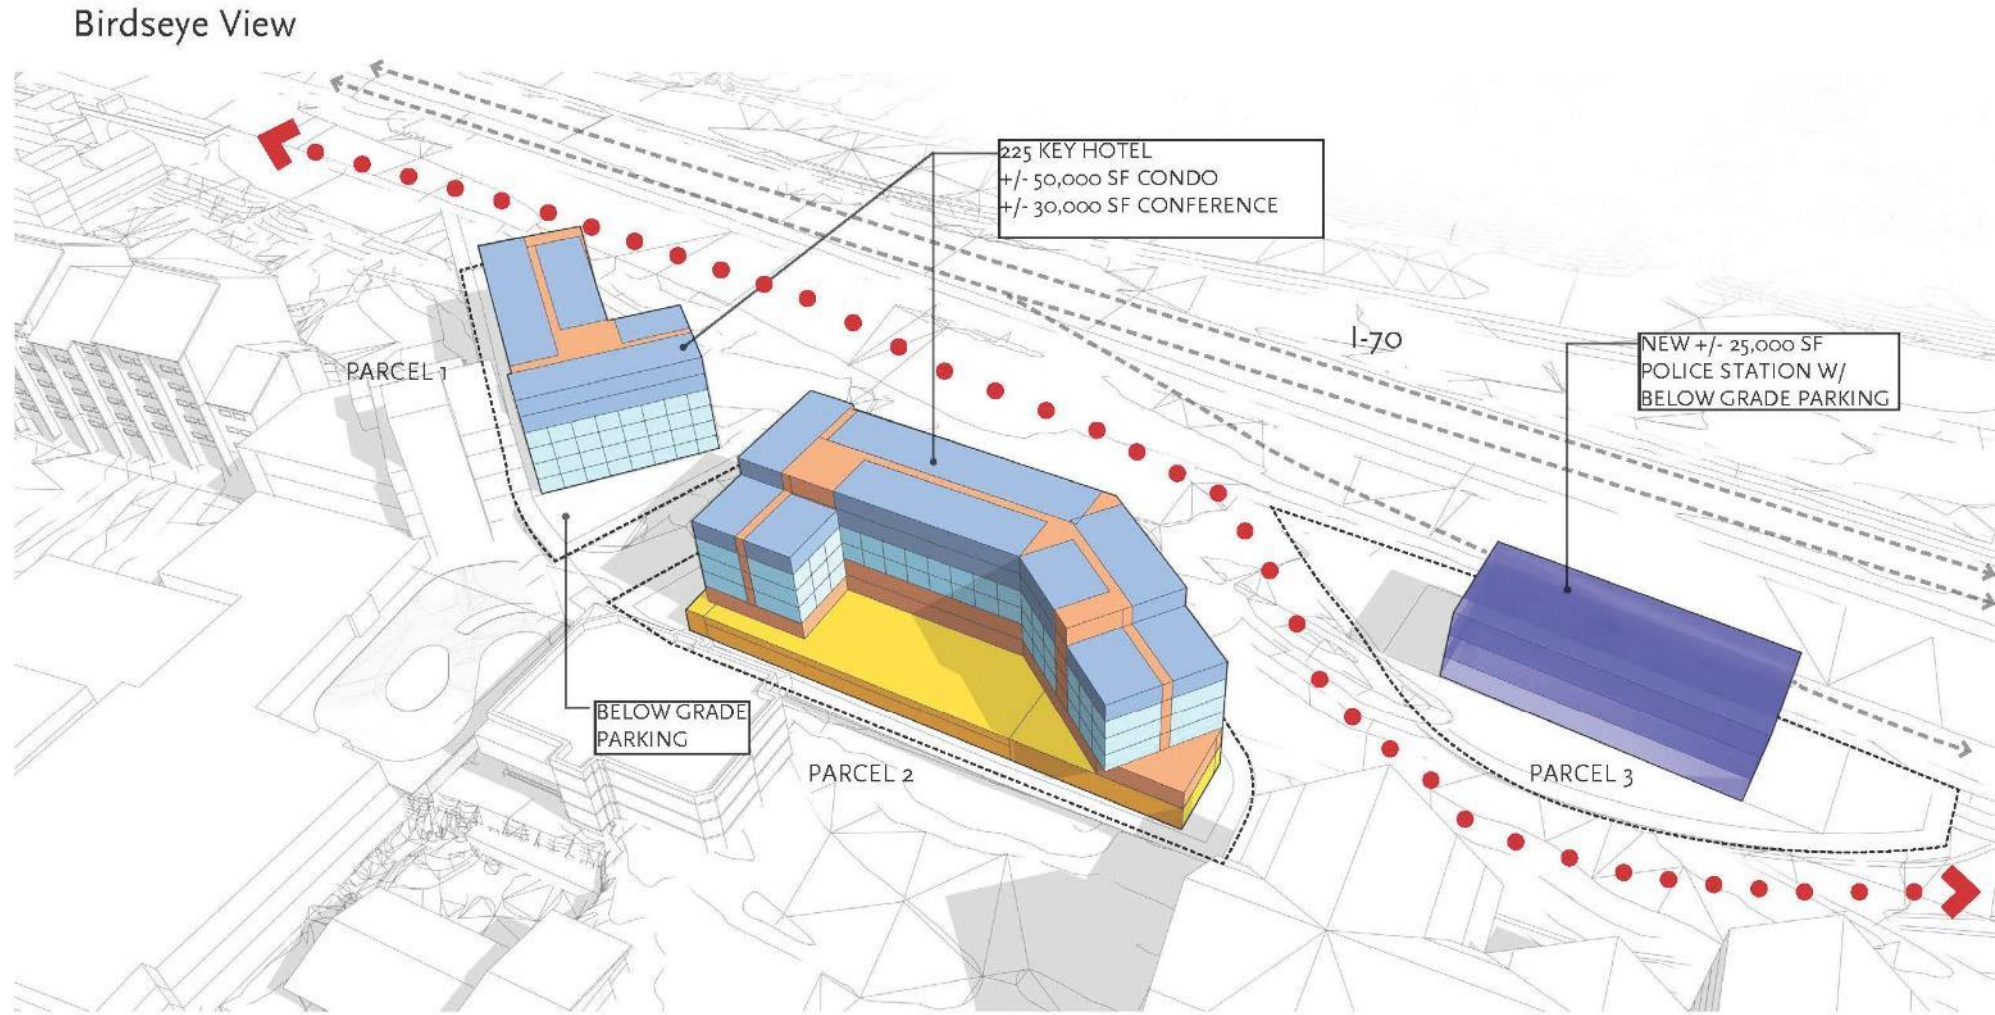 Birdseye View
225 KEY HOTEL
+/- 50,000 SF CONDO
+/- 30,000 SF CONFERENCE
I-70
NEW +/- 25,000 SF
POLICE STATION W/
BELOW GRADE PARKING
PARCEL 1
BELOW GRADE
PARKING
PARCEL 2
PARCEL 3